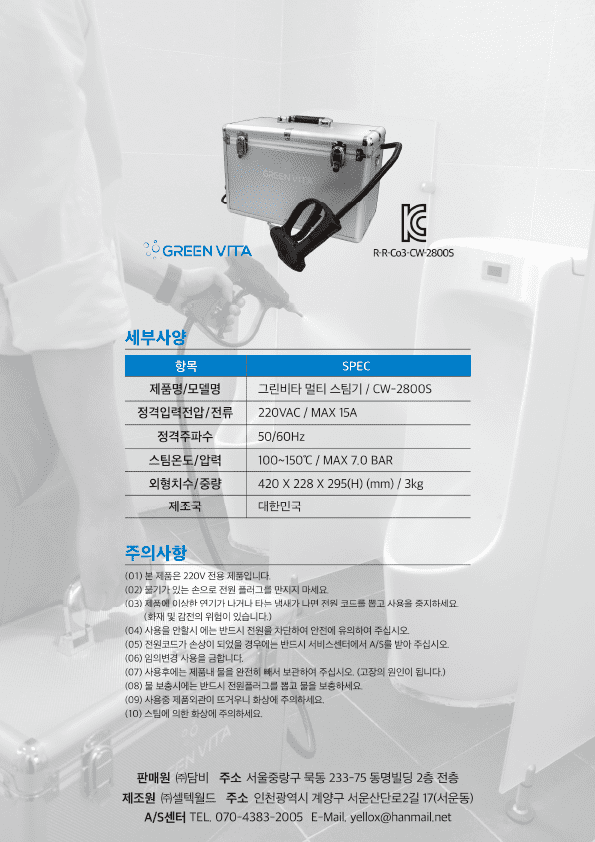 GREEN VITA
GREEN VITA
R-R-Co3-CW-2800S
세부사양
항목 SPEC
제품명/모델명 그린비타 멀티 스팀기 / CW-2800S
정격입력전압/전류 220VAC / MAX 15A
정격주파수 50/60Hz
스팀온도/압력 100~150℃ / MAX 7.0 BAR
외형치수/중량 420 X 228 X 295(H) (mm) / 3kg
제조국 대한민국
주의사항
(01) 본 제품은 220V 전용 제품입니다.
(02) 물기가 있는 손으로 전원 플러그를 만지지 마세요.
(03) 제품에 이상한 연기가 나거나 타는 냄새가 나면 전원 코드를 뽑고 사용을 중지하세요.
(화재 및 감전의 위험이 있습니다.)
(04) 사용을 안할시 에는 반드시 전원을 차단하여 안전에 유의하여 주십시오.
(05) 전원코드가 손상이 되었을 경우에는 반드시 서비스센터에서 A/S를 받아 주십시오.
(06) 임의변경 사용을 금합니다.
(07) 사용후에는 제품내 물을 완전히 빼서 보관하여 주십시오. (고장의 원인이 됩니다.)
(08) 물 보충시에는 반드시 전원플러그를 뽑고 물을 보충하세요.
(09) 사용중 제품외관이 뜨거우니 화상에 주의하세요.
(10) 스팀에 의한 화상에 주의하세요.
GREEN VITA
판매원 ㈜담비 주소 서울중랑구 묵동 233-75 동명빌딩 2층 전층
제조원 ㈜셀텍월드 주소 인천광역시 계양구 서운산단로2길 17(서운동)
A/S센터 TEL. 070-4383-2005 E-Mail. yellox@hanmail.net